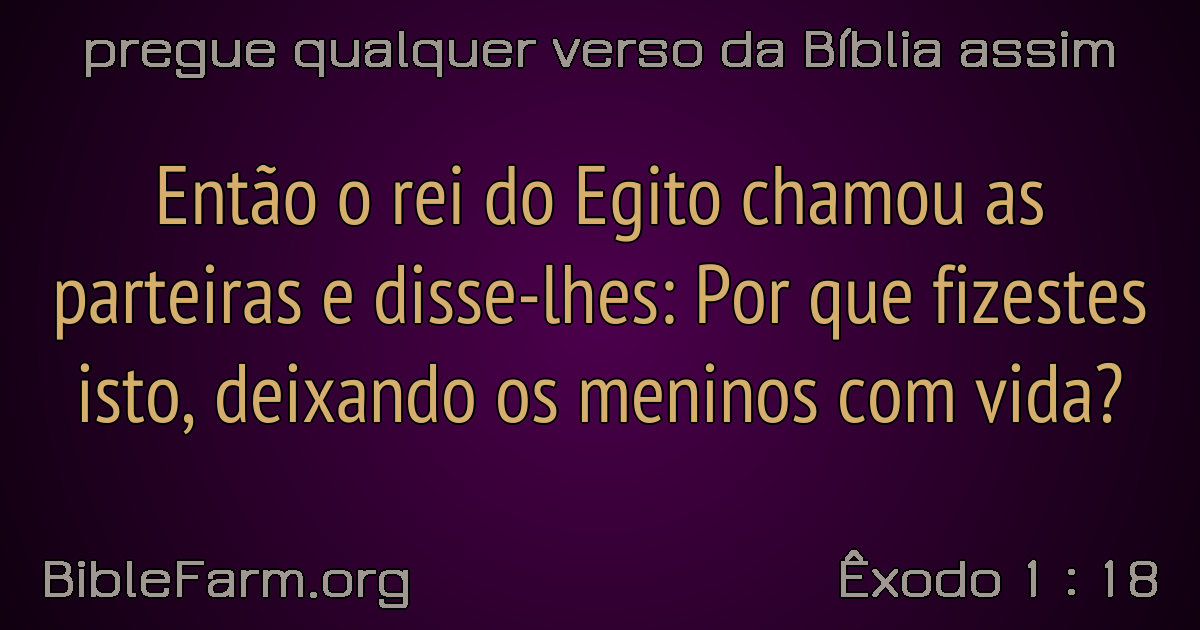 pregue qualquer verso da Bíblia assim
Então o rei do Egito chamou as
parteiras e disse-lhes: Por que fizestes
isto, deixando os meninos com vida?
BibleFarm.org
Êxodo 1 : 18